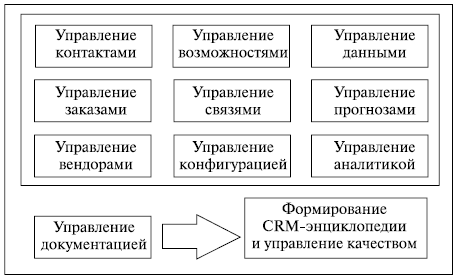 Управление
контактами
Управление
возможностями
Управление
данными
Управление
заказами
Управление
связями
Управление
прогнозами
Управление
вендорами
Управление
конфигурацией
Управление
аналитикой
Управление
документацией
Формирование
CRM-энциклопедии
и управление качеством